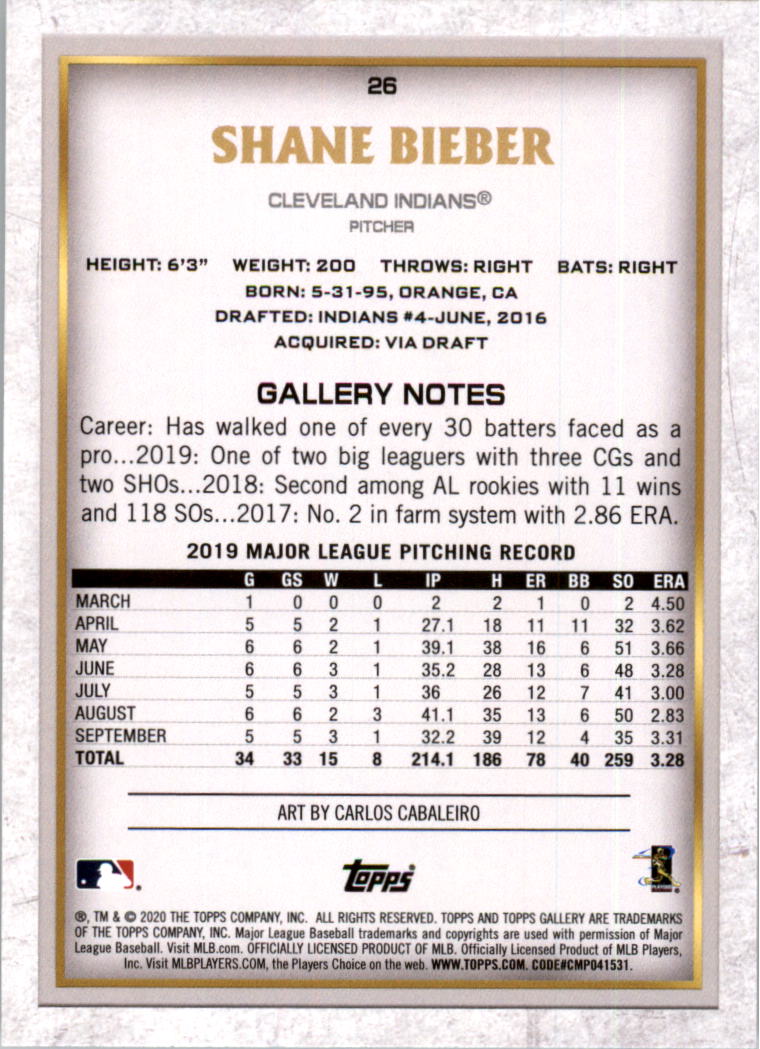 26
SHANE BIEBER
CLEVELAND INDIANS®
PITCHER
HEIGHT: 6'3" WEIGHT: 200 THROWS: RIGHT BATS: RIGHT
BORN: 5-31-95, ORANGE, CA
DRAFTED: INDIANS #4-JUNE, 2016
ACQUIRED: VIA DRAFT
GALLERY NOTES
Career: Has walked one of every 30 batters faced as a
pro...2019: One of two big leaguers with three CGs and
two SHOs...2018: Second among AL rookies with 11 wins
and 118 SOs...2017: No. 2 in farm system with 2.86 ERA.
2019 MAJOR LEAGUE PITCHING RECORD
G GS W L IP H ER BB SO ERA
MARCH 1 0 0 0 2 2 1 0 2 4.50
APRIL 5 5 2 1 27.1 18 11 11 32 3.62
MAY 6 6 2 1 39.1 38 16 6 51 3.66
JUNE 6 6 3 1 35.2 28 13 6 48 3.28
JULY 5 5 3 1 36 26 12 7 41 3.00
AUGUST 6 6 2 3 41.1 35 13 6 50 2.83
SEPTEMBER 5 5 3 1 32.2 39 12 4 35 3.31
TOTAL 34 33 15 8 214.1 186 78 40 259 3.28
ART BY CARLOS CABALEIRO
topps
PLAYERS
®, TM & © 2020 THE TOPPS COMPANY, INC. ALL RIGHTS RESERVED. TOPPS AND TOPPS GALLERY ARE TRADEMARKS
OF THE TOPPS COMPANY, INC. Major League Baseball trademarks and copyrights are used with permission of Major
League Baseball. Visit MLB.com. OFFICIALLY LICENSED PRODUCT OF MLB. Officially Licensed Product of MLB Players,
Inc. Visit MLBPLAYERS.COM, the Players Choice on the web. WWW.TOPPS.COM. CODE#CMP041531.